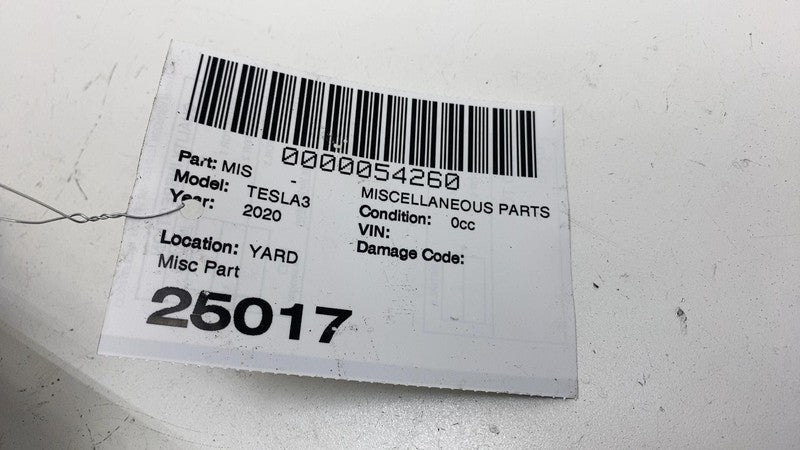 0000054260
Part: MIS - MISCELLANEOUS PARTS
Model: TESLA3 Condition: 0cc
Year: 2020 VIN:
Damage Code:
Location: YARD
Misc Part
25017